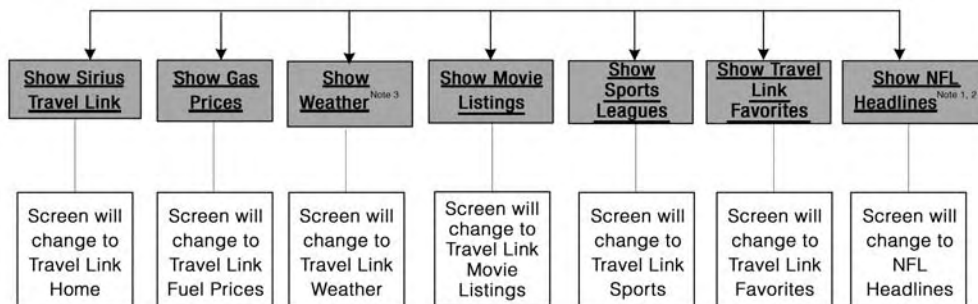 Show Sirius
Travel Link
Show Gas
Prices
Show
Weather Note 3
Show Movie
Listings
Show
Sports
Leagues
Show Travel
Link
Favorites
Show NFL
Headlines Note 1, 2
Screen will
change to
Travel Link
Home
Screen will
change to
Travel Link
Fuel Prices
Screen will
change to
Travel Link
Weather
Screen will
change to
Travel Link
Movie
Listings
Screen will
change to
Travel Link
Sports
Screen will
change to
Travel Link
Favorites
Screen will
change to
NFL
Headlines